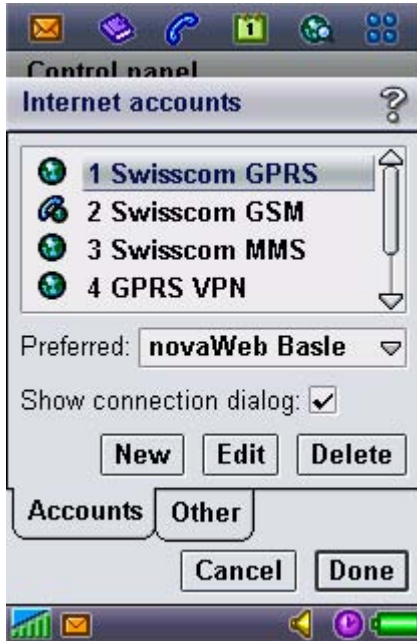 1
Control panel
Internet accounts
1 Swisscom GPRS
2 Swisscom GSM
3 Swisscom MMS
4 GPRS VPN
Preferred: novaWeb Basle
Show connection dialog:
New Edit Delete
Accounts Other
Cancel Done